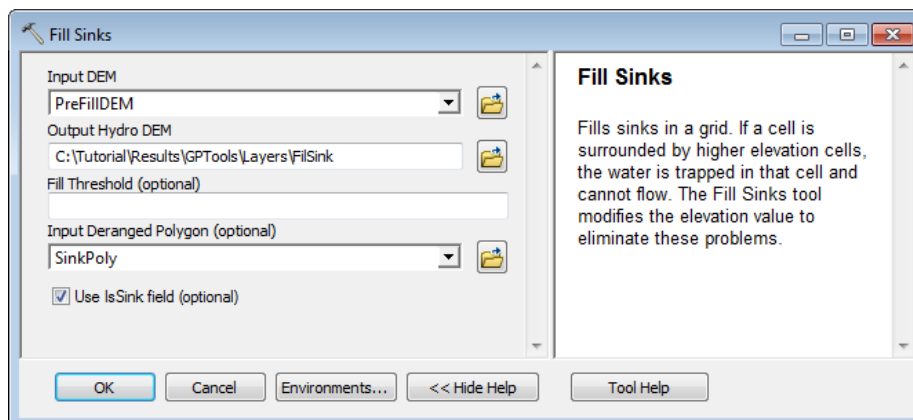 Fill Sinks
Input DEM
PreFillDEM
Output Hydro DEM
C:\Tutorial\Results\GPTools\Layers\FilSink
Fill Threshold (optional)
Input Deranged Polygon (optional)
SinkPoly
Use IsSink field (optional)
Fill Sinks
Fills sinks in a grid. If a cell is
surrounded by higher elevation cells,
the water is trapped in that cell and
cannot flow. The Fill Sinks tool
modifies the elevation value to
eliminate these problems.
OK
Cancel
Environments...
<< Hide Help
Tool Help